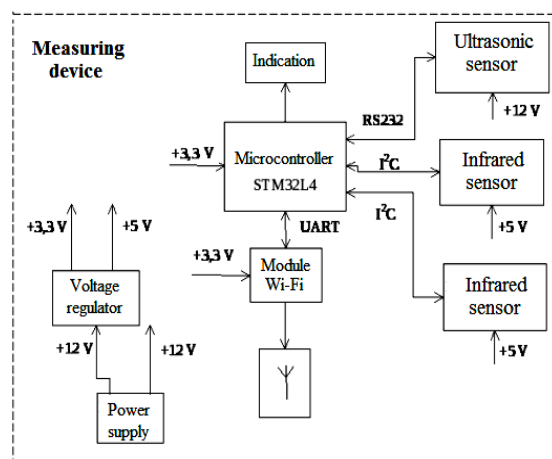 Measuring
device
Indication
Ultrasonic
sensor
RS232
+12 V
+3,3 V
Microcontroller
STM32L4
I²C
Infrared
sensor
I²C
+5 V
UART
+3,3 V
+5 V
+3,3 V
Module
Wi-Fi
Voltage
regulator
Infrared
sensor
+12 V
+12 V
+5 V
Power
supply